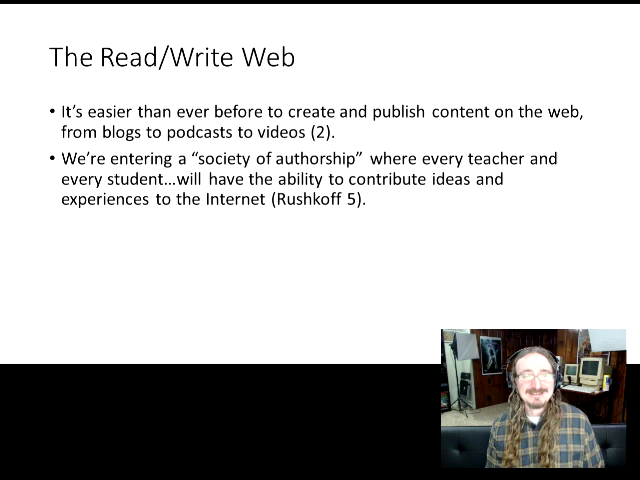 The Read/Write Web
• It's easier than ever before to create and publish content on the web,
from blogs to podcasts to videos (2).
• We're entering a “society of authorship” where every teacher and
every student…will have the ability to contribute ideas and
experiences to the Internet (Rushkoff 5).